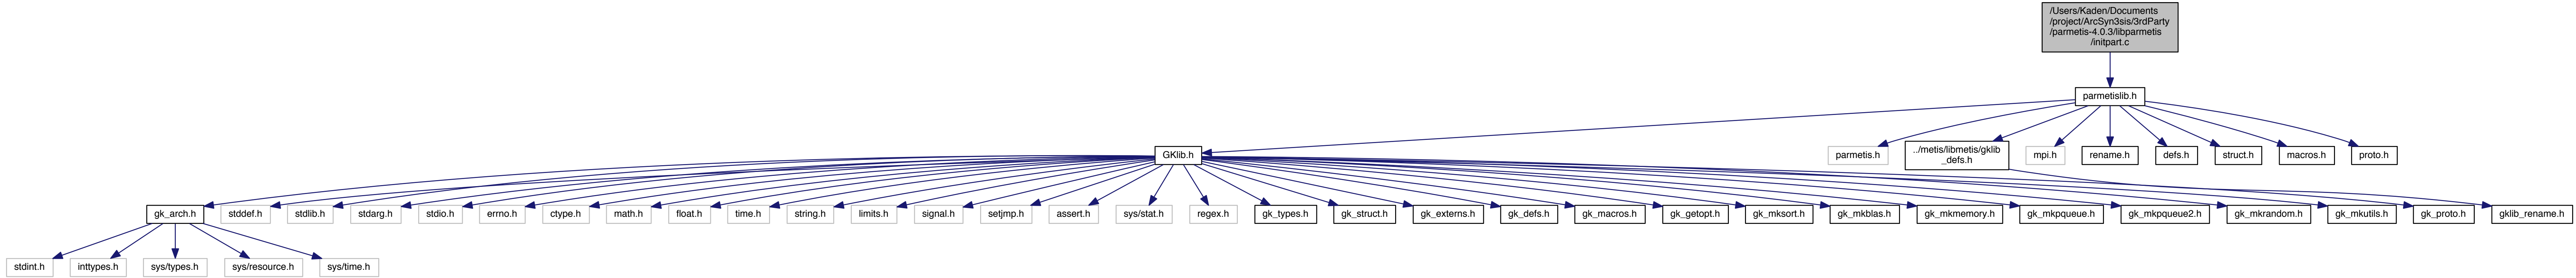 /Users/Kaden/Documents
/project/ArcSyn3sis/3rdParty
/parmetis-4.0.3/libparmetis
/initpart.c
parmetislib.h
GKlib.h
parmetis.h
../metis/libmetis/gklib
_defs.h
mpi.h
rename.h
defs.h
struct.h
macros.h
proto.h
gk_arch.h
stddef.h
stdlib.h
stdarg.h
stdio.h
errno.h
ctype.h
math.h
float.h
time.h
string.h
limits.h
signal.h
setjmp.h
assert.h
sys/stat.h
regex.h
gk_types.h
gk_struct.h
gk_externs.h
gk_defs.h
gk_macros.h
gk_getopt.h
gk_mksort.h
gk_mkblas.h
gk_mkmemory.h
gk_mkpqueue.h
gk_mkpqueue2.h
gk_mkrandom.h
gk_mkutils.h
gk_proto.h
gklib_rename.h
stdint.h
inttypes.h
sys/types.h
sys/resource.h
sys/time.h